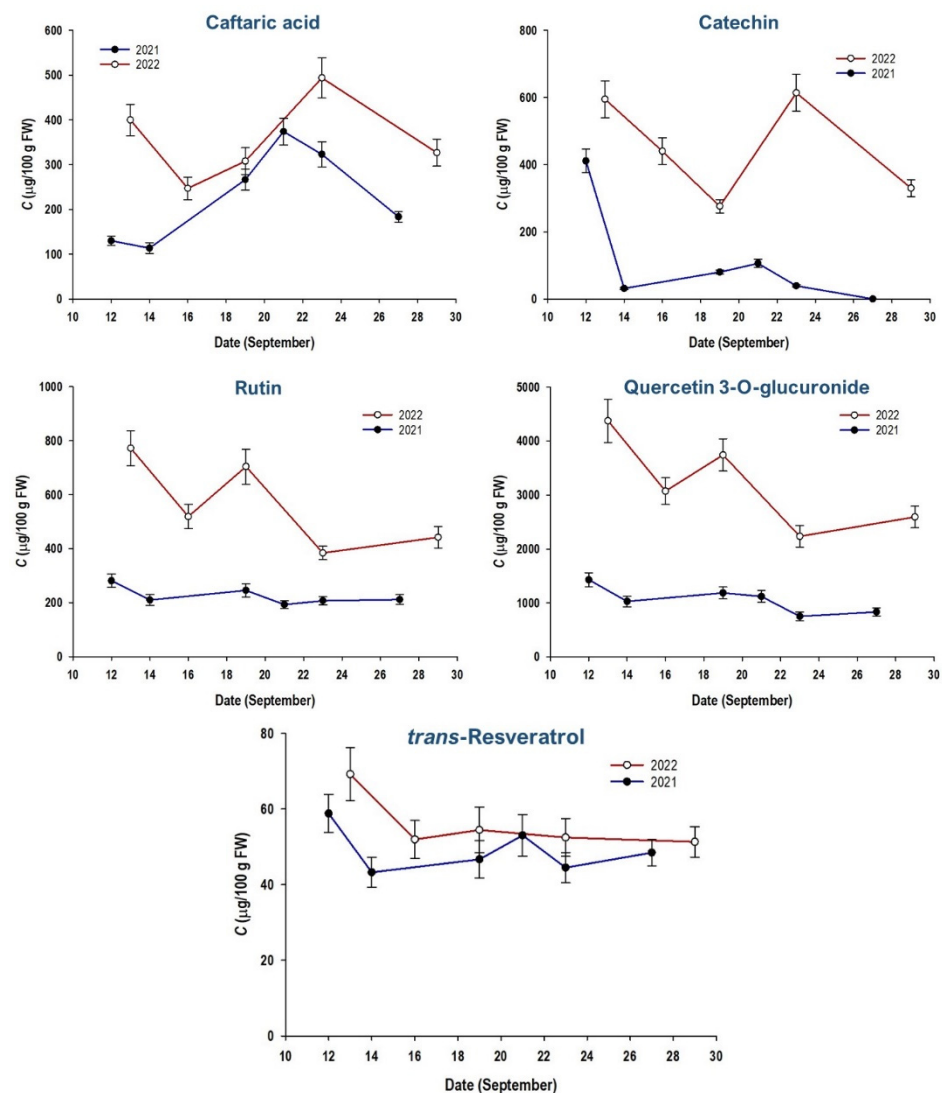 Caftaric acid
600
500
400
300
200
100
0
C (μg/100 g FW)
2021
2022
10 12 14 16 18 20 22 24 26 28 30
Date (September)
Catechin
800
600
400
200
0
C (μg/100 g FW)
2022
2021
10 12 14 16 18 20 22 24 26 28 30
Date (September)
Rutin
1000
800
600
400
200
0
C (μg/100 g FW)
2022
2021
10 12 14 16 18 20 22 24 26 28 30
Date (September)
Quercetin 3-O-glucuronide
5000
4000
3000
2000
1000
0
C (μg/100 g FW)
2022
2021
10 12 14 16 18 20 22 24 26 28 30
Date (September)
trans-Resveratrol
80
60
40
20
0
C (μg/100 g FW)
2022
2021
10 12 14 16 18 20 22 24 26 28 30
Date (September)